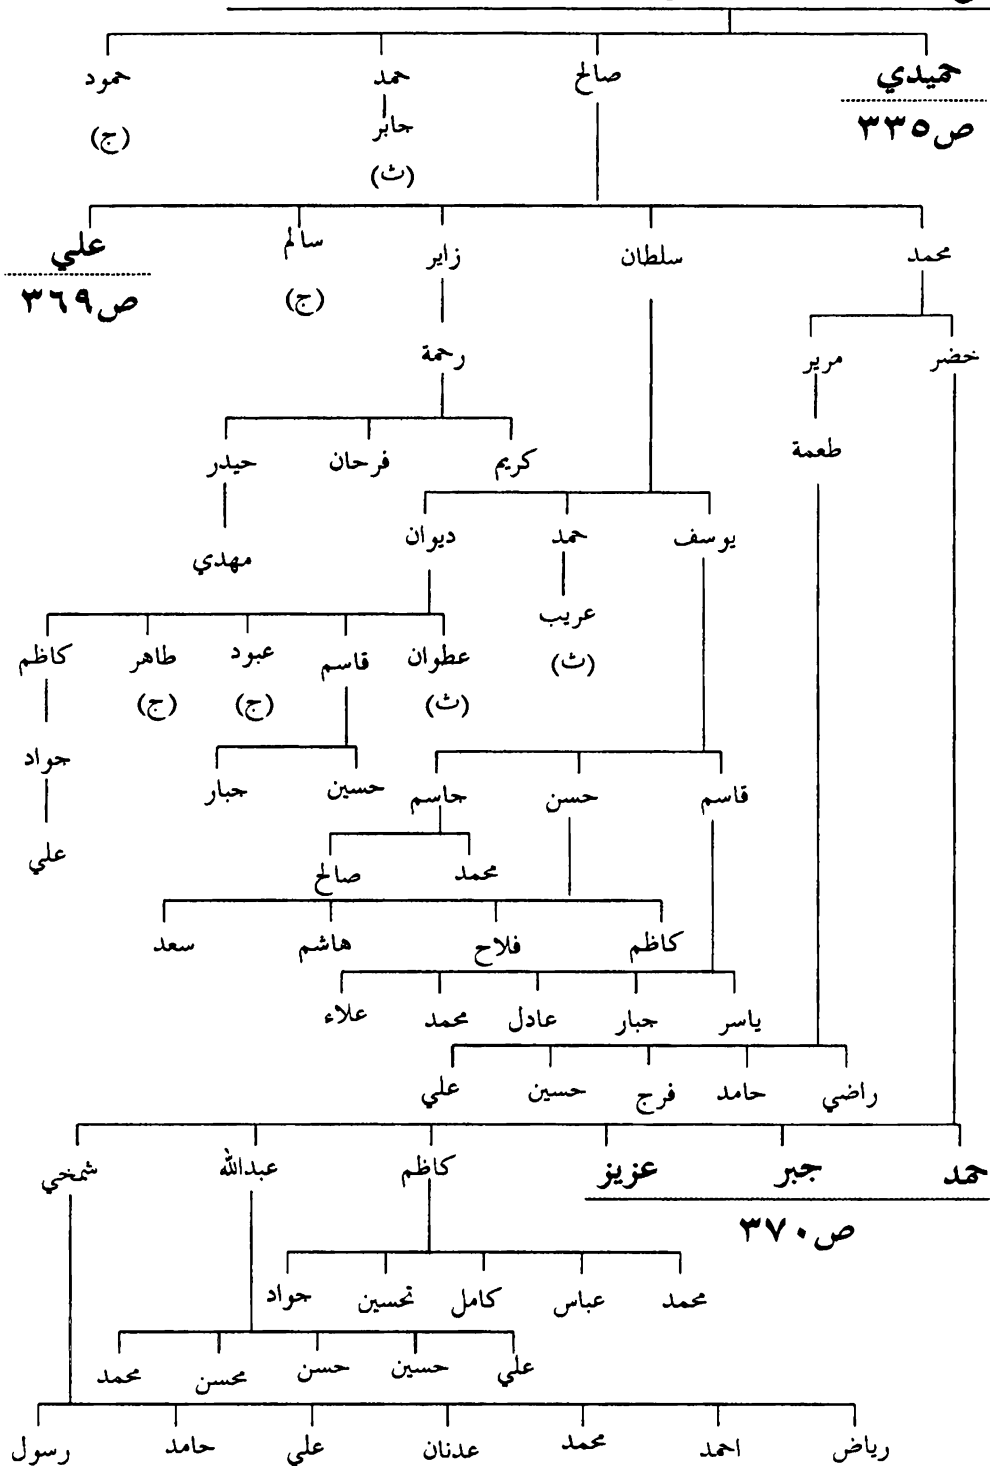 حميدي صالح حمد حمود
ص٣٣٥ جابر (ج)
(ث)
محمد سلطان زاير سالم علي
(ج) ص٣٦٩
خضر مرير رحمة
طعمة كريم فرحان حيدر
يوسف حمد ديوان مهدي
عريب
(ث)
عطوان قاسم عبود طاهر كاظم
(ث) (ج) (ج)
جواد
قاسم حسن جاسم حسين جبار
محمد صالح علي
كاظم فلاح هاشم سعد
ياسر جبار عادل محمد علاء
راضي حامد فرج حسين علي
حمد جبر عزيز كاظم عبدالله شمخي
ص٣٧٠
محمد عباس كامل تحسين جواد
علي حسين حسن محسن محمد
رياض احمد محمد عدنان علي حامد رسول